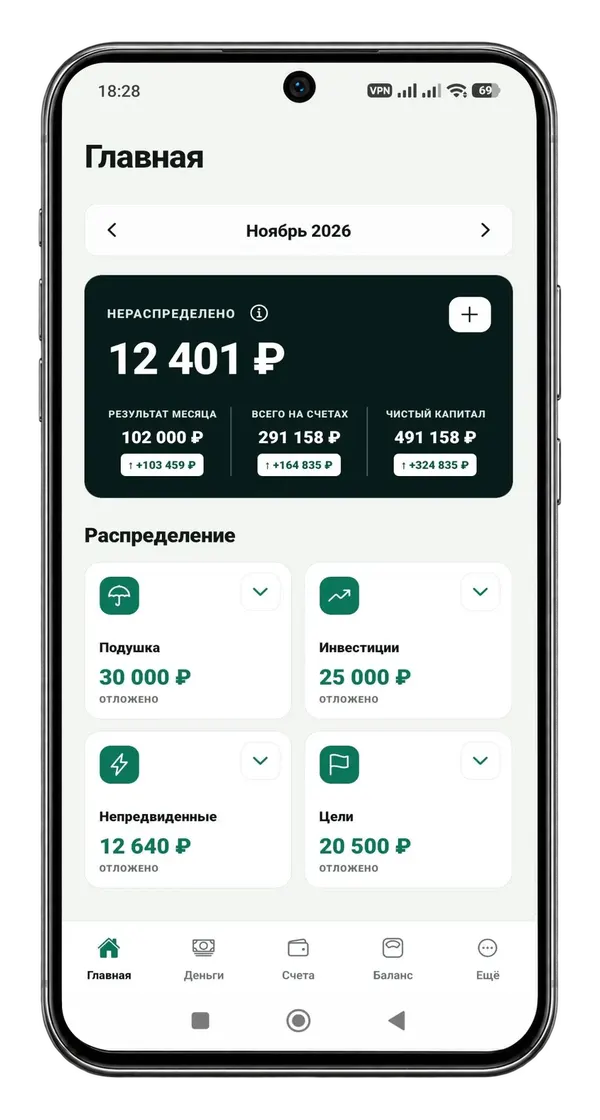 18:28 VPN 69
Главная
Ноябрь 2026
НЕРАСПРЕДЕЛЕНО
12 401 ₽
РЕЗУЛЬТАТ МЕСЯЦА ВСЕГО НА СЧЕТАХ ЧИСТЫЙ КАПИТАЛ
102 000 ₽ 291 158 ₽ 491 158 ₽
↑ +103 459 ₽ ↑ +164 835 ₽ ↑ +324 835 ₽
Распределение
Подушка Инвестиции
30 000 ₽ 25 000 ₽
ОТЛОЖЕНО ОТЛОЖЕНО
Непредвиденные Цели
12 640 ₽ 20 500 ₽
ОТЛОЖЕНО ОТЛОЖЕНО
Главная Деньги Счета Баланс Ещё